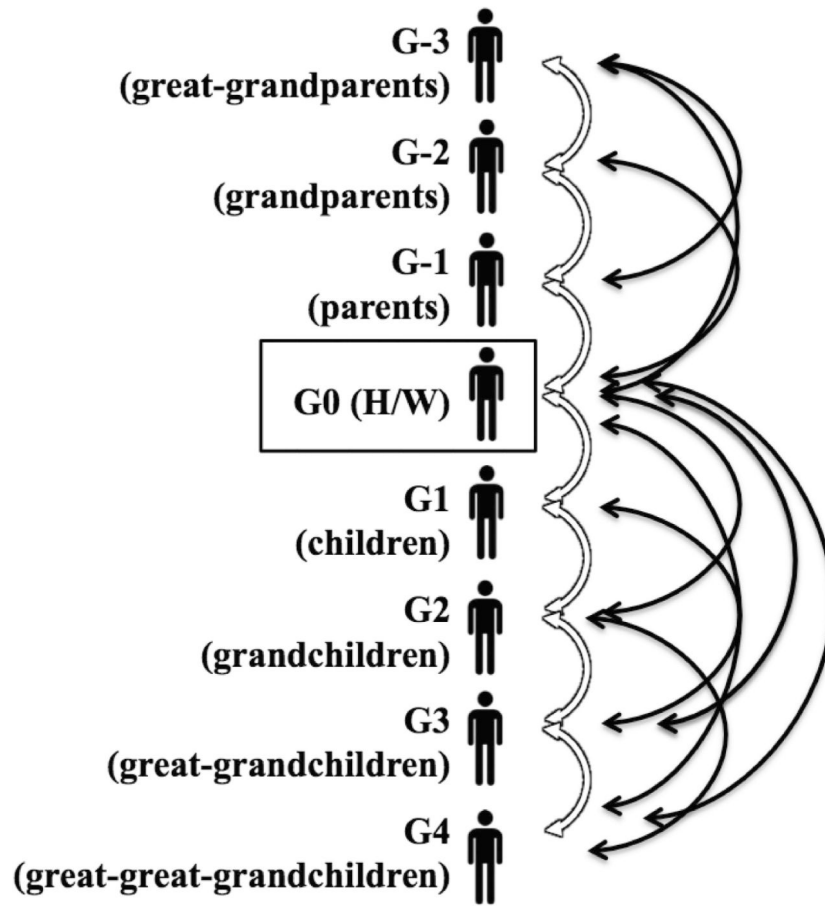 G-3
(great-grandparents)
G-2
(grandparents)
G-1
(parents)
G0 (H/W)
G1
(children)
G2
(grandchildren)
G3
(great-grandchildren)
G4
(great-great-grandchildren)